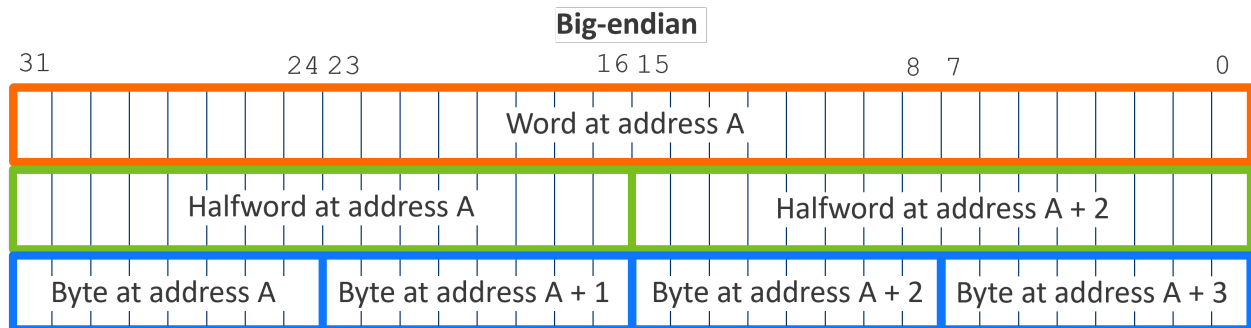 Big-endian
31 24 23 16 15 8 7 0
Word at address A
Halfword at address A Halfword at address A + 2
Byte at address A Byte at address A + 1 Byte at address A + 2 Byte at address A + 3